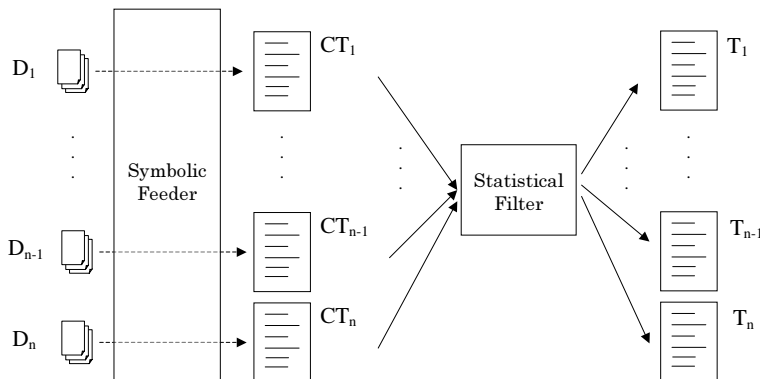 D1
CT1
T1
Symbolic
Feeder
Statistical
Filter
Dn-1
CTn-1
Tn-1
Dn
CTn
Tn